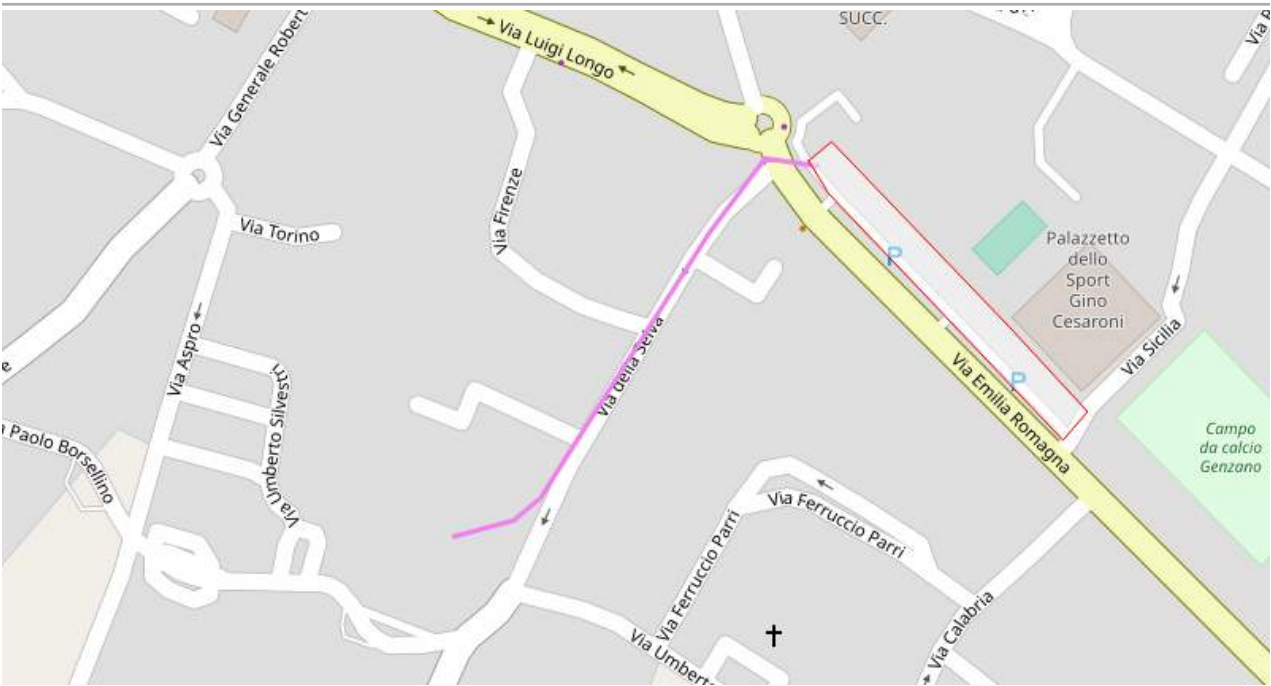 SUCC.
Via Luigi Longo
Via Generale Robert
Via Firenze
Via Torino
Palazzetto
dello
Sport
Gino
Cesaroni
P
P
Via Aspro
Via della Selva
Via Sicilia
Via Emilia Romagna
Via Umberto Silvestri
Paolo Borsellino
Campo
da calcio
Genzano
Via Ferruccio Parri
Via Ferruccio Parri
Via Umberto
Via Calabria